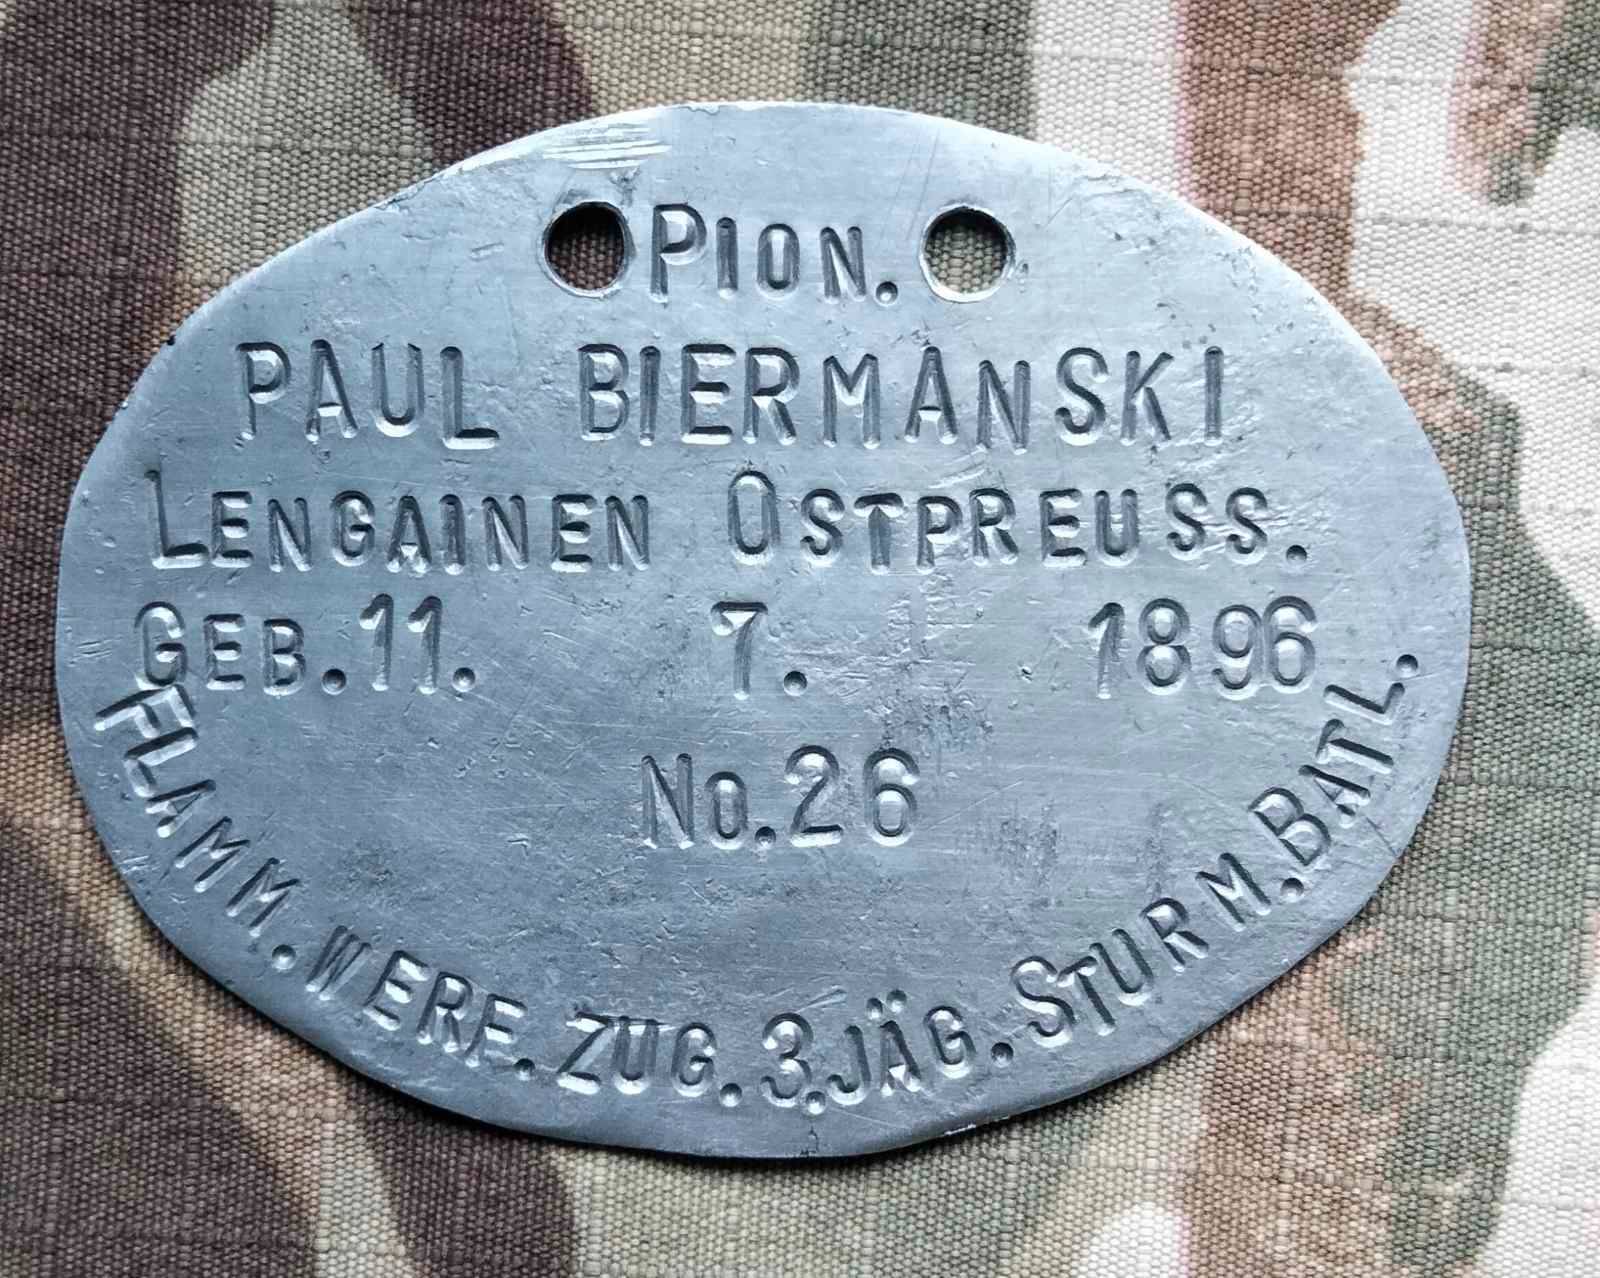 PION.
PAUL BIERMANSKI
LENGAINEN OSTPREUSS.
GEB. 11. 7. 1896
No. 26
FLAMM. WERF. ZUG. 3. JÄG. STURM. BATL.